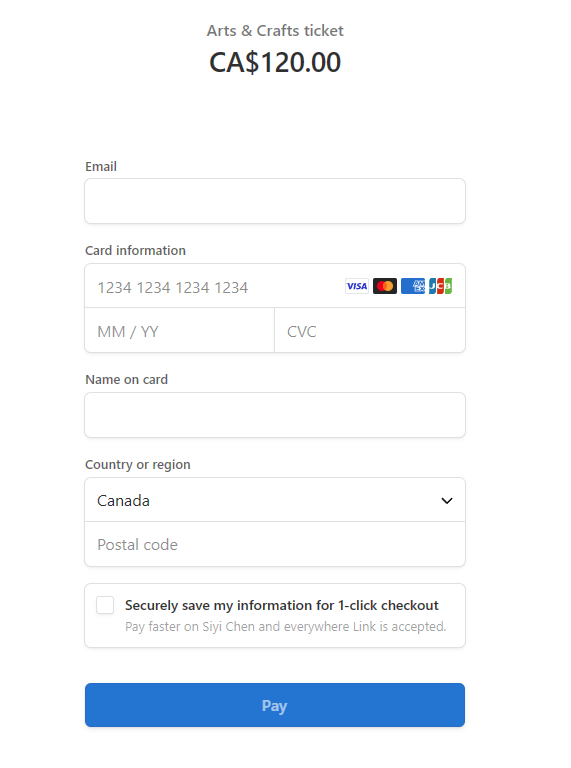 Arts & Crafts ticket
CA$120.00
Email
Card information
1234 1234 1234 1234 VISA AMEX JCB
MM / YY CVC
Name on card
Country or region
Canada
Postal code
Securely save my information for 1-click checkout
Pay faster on Siyi Chen and everywhere Link is accepted.
Pay